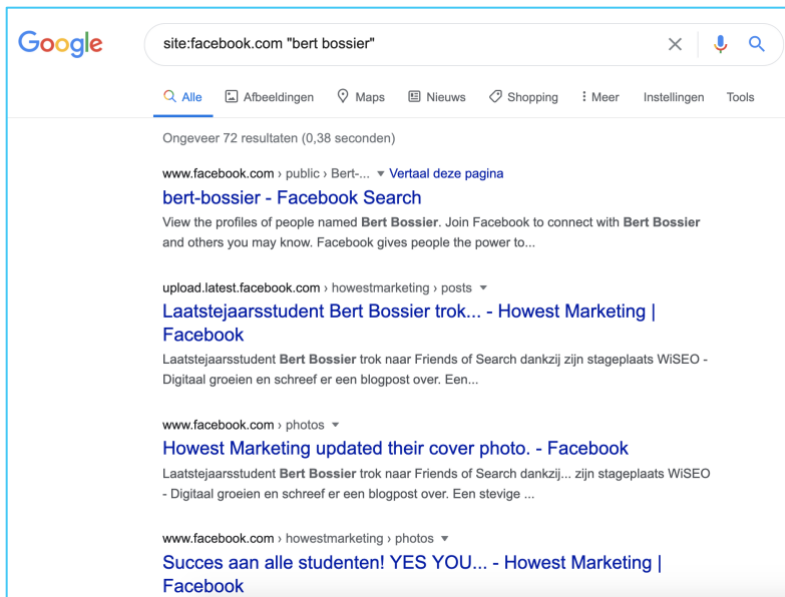 Google
site:facebook.com "bert bossier"
Alle Afbeeldingen Maps Nieuws Shopping Meer Instellingen Tools
Ongeveer 72 resultaten (0,38 seconden)
www.facebook.com › public › Bert-... ▼ Vertaal deze pagina
bert-bossier - Facebook Search
View the profiles of people named Bert Bossier. Join Facebook to connect with Bert Bossier
and others you may know. Facebook gives people the power to...
upload.latest.facebook.com › howestmarketing › posts ▼
Laatstejaarsstudent Bert Bossier trok... - Howest Marketing |
Facebook
Laatstejaarsstudent Bert Bossier trok naar Friends of Search dankzij zijn stageplaats WiSEO -
Digitaal groeien en schreef er een blogpost over. Een...
www.facebook.com › photos ▼
Howest Marketing updated their cover photo. - Facebook
Laatstejaarsstudent Bert Bossier trok naar Friends of Search dankzij... zijn stageplaats WiSEO
- Digitaal groeien en schreef er een blogpost over. Een stevige ...
www.facebook.com › howestmarketing › photos ▼
Succes aan alle studenten! YES YOU... - Howest Marketing |
Facebook